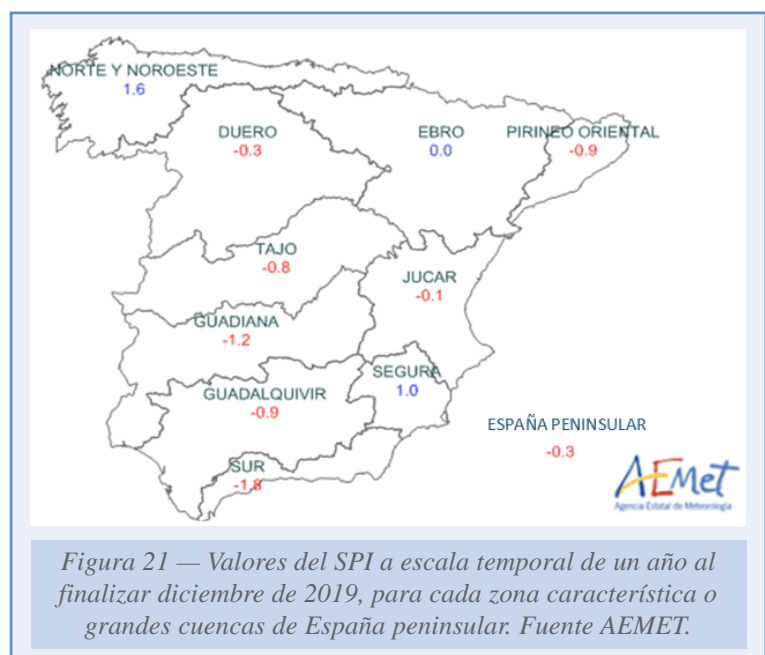 NORTE Y NOROESTE
1.6
DUERO
-0.3
EBRO
0.0
PIRINEO ORIENTAL
-0.9
TAJO
-0.8
JUCAR
-0.1
GUADIANA
-1.2
SEGURA
1.0
GUADALQUIVIR
-0.9
ESPAÑA PENINSULAR
-0.3
SUR
-1.8
AEMet
Agencia Estatal de Meteorología
Figura 21 — Valores del SPI a escala temporal de un año al
finalizar diciembre de 2019, para cada zona característica o
grandes cuencas de España peninsular. Fuente AEMET.